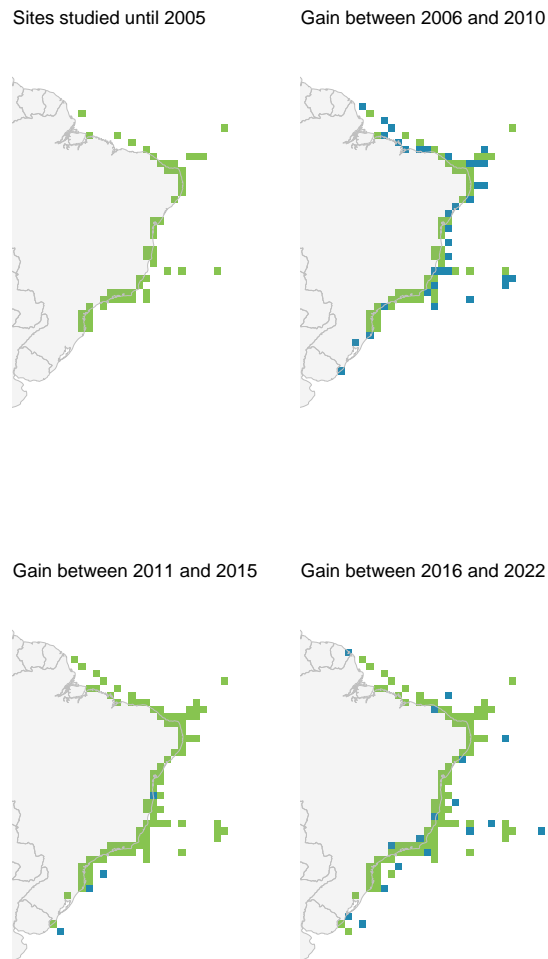 Sites studied until 2005
Gain between 2006 and 2010
Gain between 2011 and 2015
Gain between 2016 and 2022